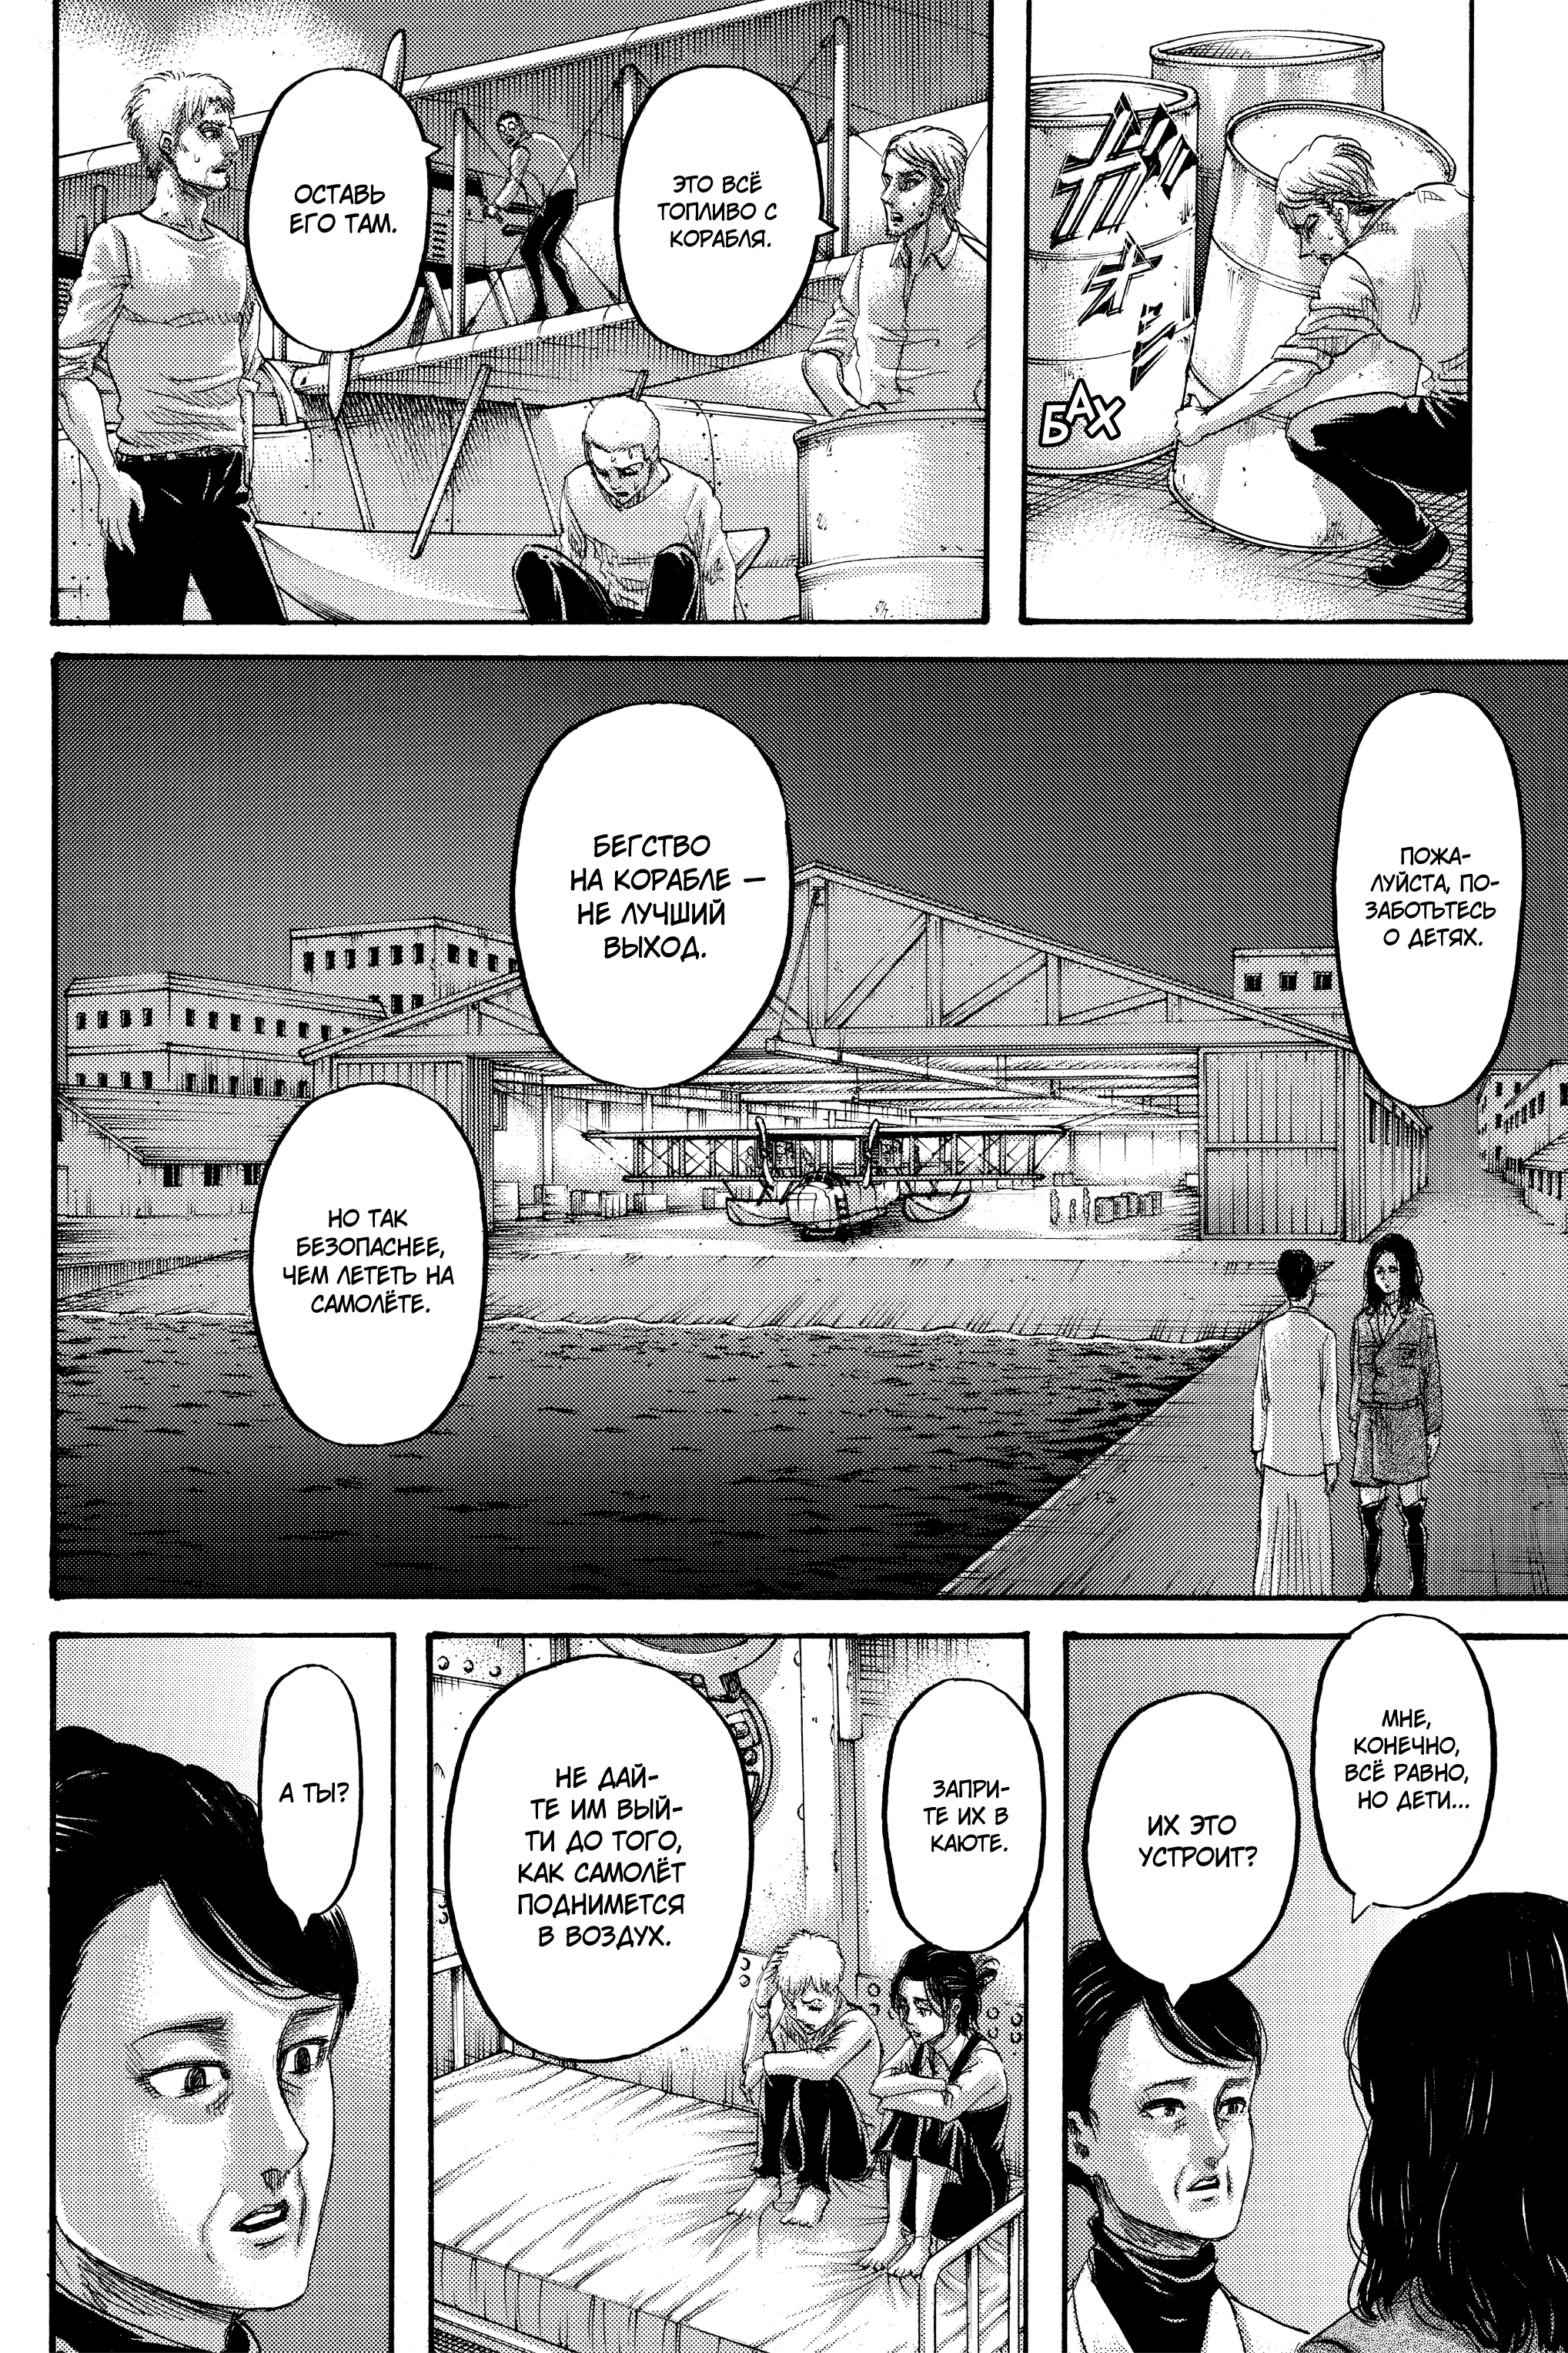 БАХ
ЭТО ВСЁ
ТОПЛИВО С
КОРАБЛЯ.
ОСТАВЬ
ЕГО ТАМ.
ПОЖА-
ЛУЙСТА, ПО-
ЗАБОТЬТЕСЬ
О ДЕТЯХ.
БЕГСТВО
НА КОРАБЛЕ —
НЕ ЛУЧШИЙ
ВЫХОД.
НО ТАК
БЕЗОПАСНЕЕ,
ЧЕМ ЛЕТЕТЬ НА
САМОЛЁТЕ.
МНЕ,
КОНЕЧНО,
ВСЁ РАВНО,
НО ДЕТИ...
ИХ ЭТО
УСТРОИТ?
ЗАПРИ-
ТЕ ИХ В
КАЮТЕ.
НЕ ДАЙ-
ТЕ ИМ ВЫЙ-
ТИ ДО ТОГО,
КАК САМОЛЁТ
ПОДНИМЕТСЯ
В ВОЗДУХ.
А ТЫ?